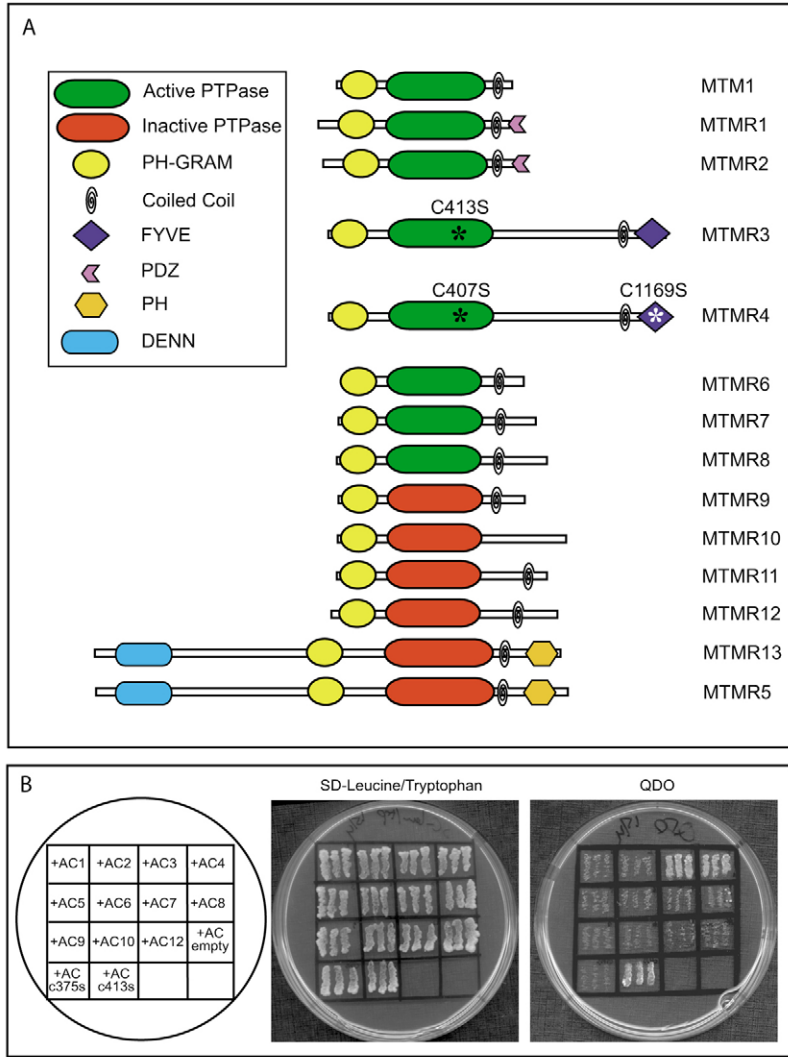 A
Active PTPase
Inactive PTPase
PH-GRAM
Coiled Coil
FYVE
PDZ
PH
DENN
MTM1
MTMR1
MTMR2
C413S
MTMR3
C407S C1169S
MTMR4
MTMR6
MTMR7
MTMR8
MTMR9
MTMR10
MTMR11
MTMR12
MTMR13
MTMR5
B
SD-Leucine/Tryptophan QDO
+AC1 +AC2 +AC3 +AC4
+AC5 +AC6 +AC7 +AC8
+AC9 +AC10 +AC12 +AC empty
+AC c375s +AC c413s
QDO